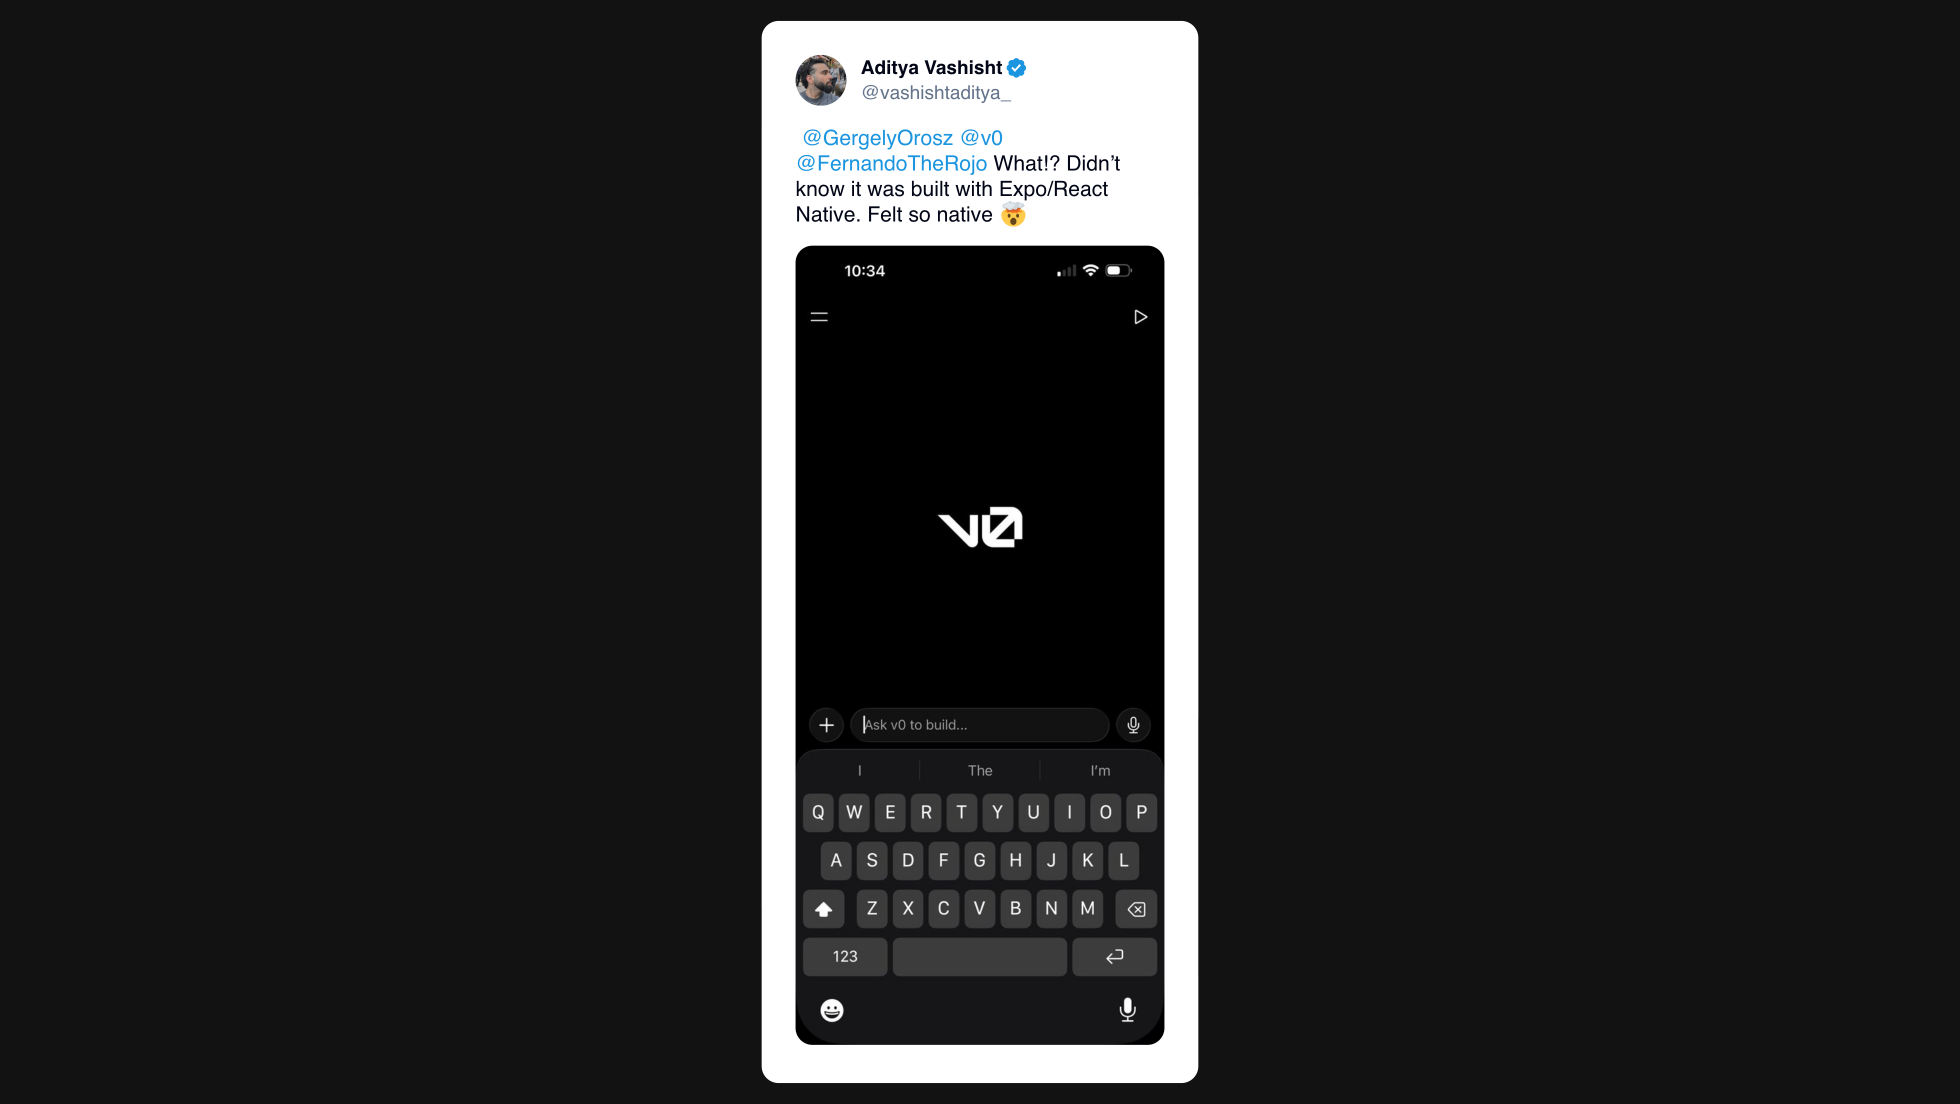 Aditya Vashisht
@vashishtaditya_
@GergelyOrosz @v0
@FernandoTheRojo What!? Didn’t
know it was built with Expo/React
Native. Felt so native 🤯
10:34
v0
Ask v0 to build...
I The I’m
Q W E R T Y U I O P
A S D F G H J K L
Z X C V B N M
123